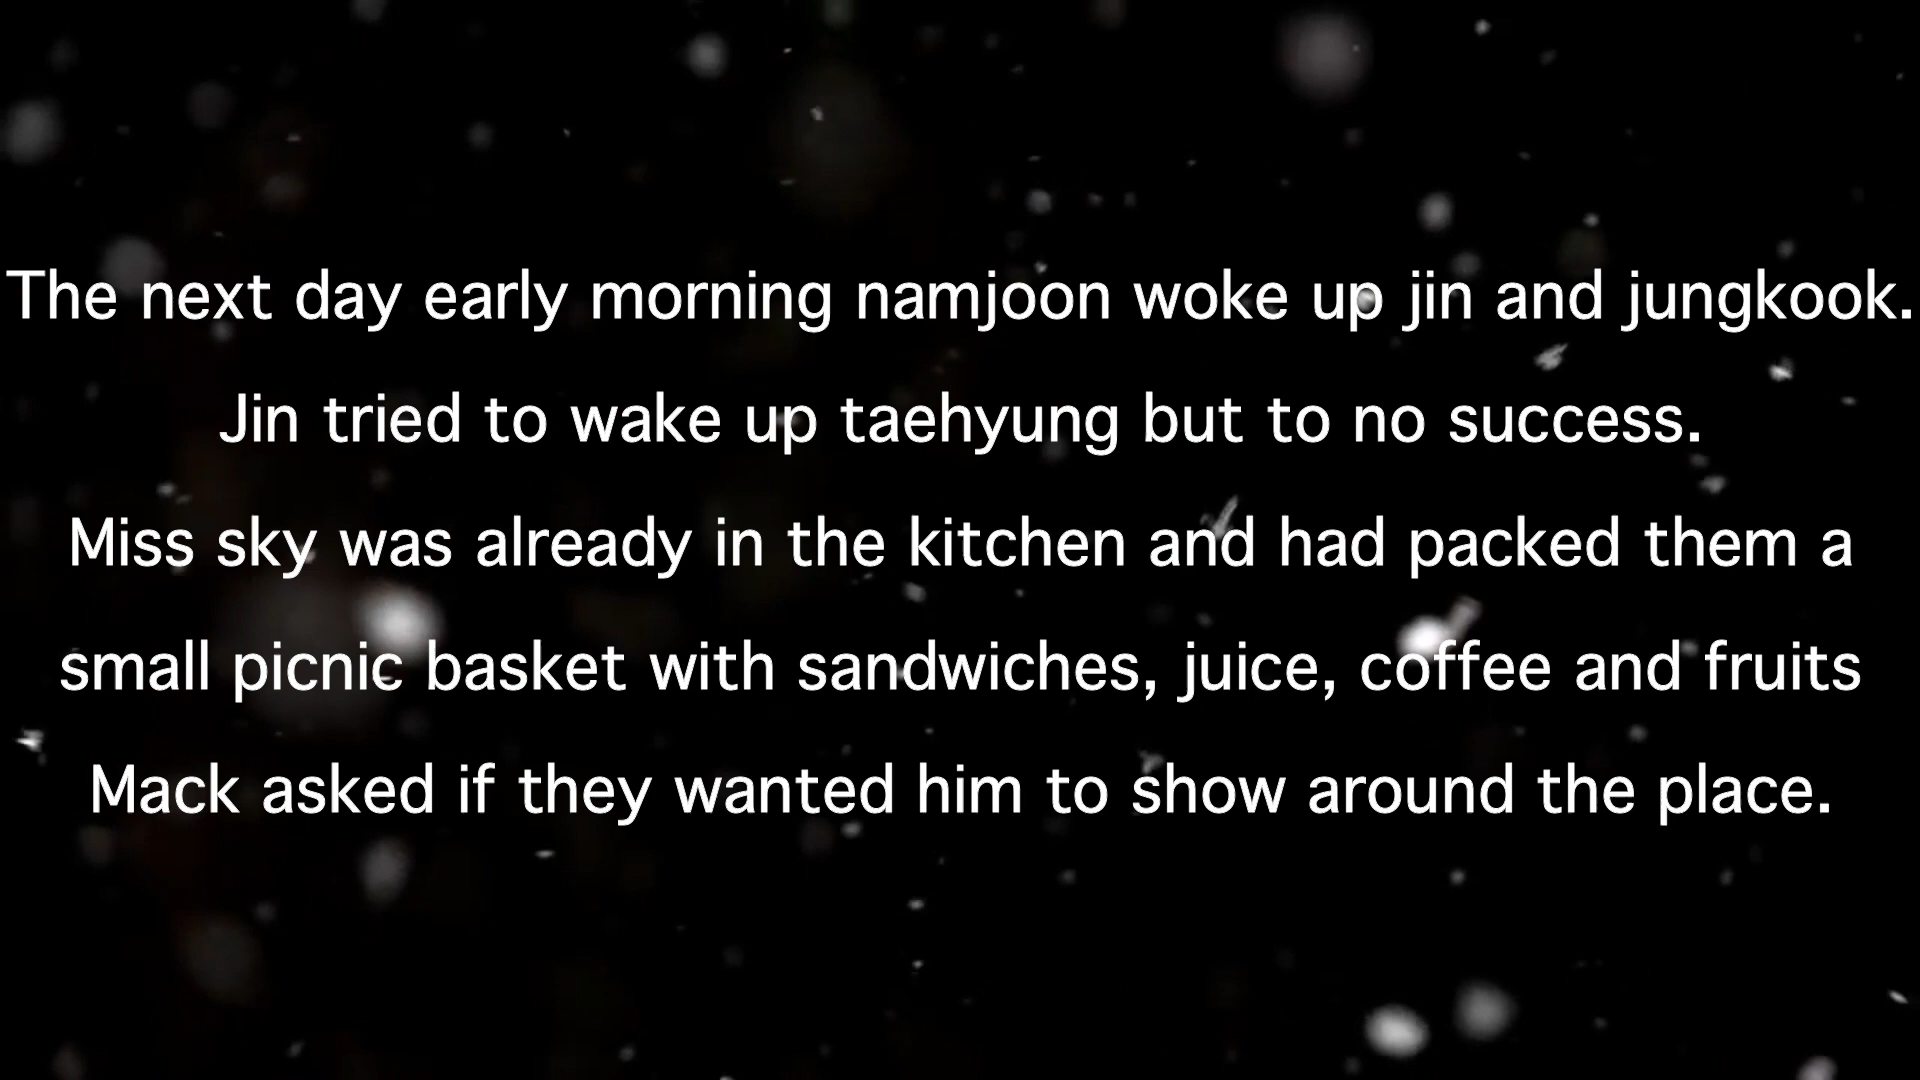 The next day early morning namjoon woke up jin and jungkook.
Jin tried to wake up taehyung but to no success.
Miss sky was already in the kitchen and had packed them a
small picnic basket with sandwiches, juice, coffee and fruits
Mack asked if they wanted him to show around the place.